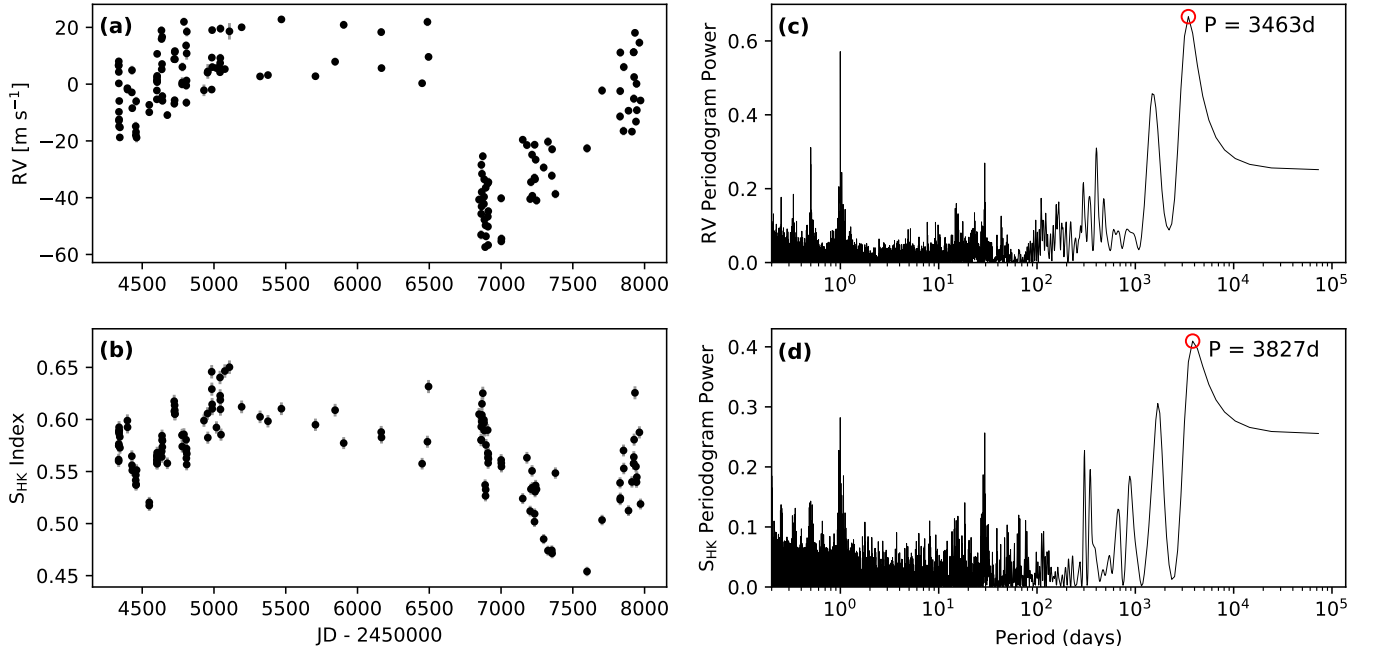 (a)
RV [m s⁻¹]
20
0
−20
−40
−60
4500 5000 5500 6000 6500 7000 7500 8000
(c)
P = 3463d
RV Periodogram Power
0.6
0.4
0.2
0.0
10⁰ 10¹ 10² 10³ 10⁴ 10⁵
(b)
S_HK Index
0.65
0.60
0.55
0.50
0.45
4500 5000 5500 6000 6500 7000 7500 8000
JD - 2450000
(d)
P = 3827d
S_HK Periodogram Power
0.4
0.3
0.2
0.1
0.0
10⁰ 10¹ 10² 10³ 10⁴ 10⁵
Period (days)